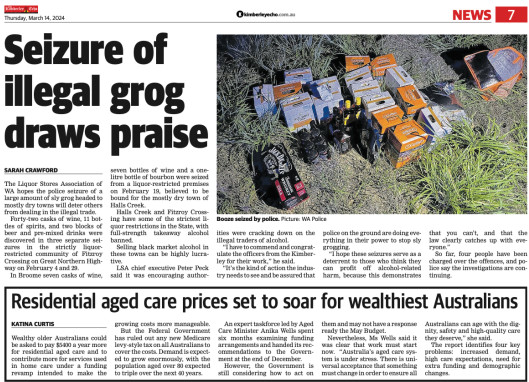 Kimberley Echo
Thursday, March 14, 2024
kimberleyecho.com.au
NEWS 7
Seizure of
illegal grog
draws praise
SARAH CRAWFORD
The Liquor Stores Association of
WA hopes the police seizure of a
large amount of sly grog headed to
mostly dry towns will deter others
from dealing in the illegal trade.
Forty-two casks of wine, 11 bot-
tles of spirits, and two blocks of
beer and pre-mixed drinks were
discovered in three separate sei-
zures in the strictly liquor-
restricted community of Fitzroy
Crossing on Great Northern High-
way on February 4 and 29.
In Broome seven casks of wine,
seven bottles of wine and a one-
litre bottle of bourbon were seized
from a liquor-restricted premises
on February 19, believed to be
bound for the mostly dry town of
Halls Creek.
Halls Creek and Fitzroy Cross-
ing have some of the strictest li-
quor restrictions in the State, with
full-strength takeaway alcohol
banned.
Selling black market alcohol in
these towns can be highly lucra-
tive.
LSA chief executive Peter Peck
said it was encouraging author-
Booze seized by police. Picture: WA Police
ities were cracking down on the
illegal traders of alcohol.
"I have to commend and congrat-
ulate the officers from the Kimber-
ley for their work," he said.
"It's the kind of action the indus-
try needs to see and be assured that
police on the ground are doing eve-
rything in their power to stop sly
grogging.
"I hope these seizures serve as a
deterrent to those who think they
can profit off alcohol-related
harm, because this demonstrates
that you can't, and that the
law clearly catches up with ev-
eryone."
So far, four people have been
charged over the offences, and po-
lice say the investigations are con-
tinuing.
Residential aged care prices set to soar for wealthiest Australians
KATINA CURTIS
Wealthy older Australians could
be asked to pay $5400 a year more
for residential aged care and to
contribute more for services used
in home care under a funding
revamp intended to make the
growing costs more manageable.
But the Federal Government
has ruled out any new Medicare
levy-style tax on all Australians to
cover the costs. Demand is expect-
ed to grow enormously, with the
population aged over 80 expected
to triple over the next 40 years.
An expert taskforce led by Aged
Care Minister Anika Wells spent
six months examining funding
arrangements and handed its rec-
ommendations to the Govern-
ment at the end of December.
However, the Government is
still considering how to act on
them and may not have a response
ready the May Budget.
Nevertheless, Ms Wells said it
was clear that work must start
now. "Australia's aged care sys-
tem is under stress. There is uni-
versal acceptance that something
must change in order to ensure all
Australians can age with the dig-
nity, safety and high-quality care
they deserve," she said.
The report identifies four key
problems: increased demand,
high care expectations, need for
extra funding and demographic
changes.